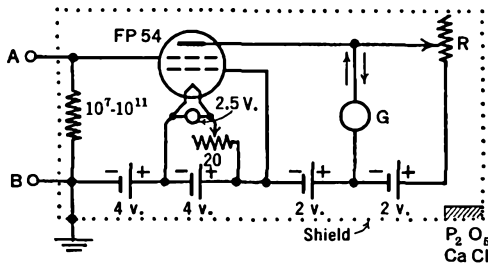 FP 54
A
R
2.5 V.
10⁷-10¹¹
G
20
B
- + - + - + - +
4 v. 4 v. 2 v. 2 v.
Shield
P₂ O₅
Ca Cl